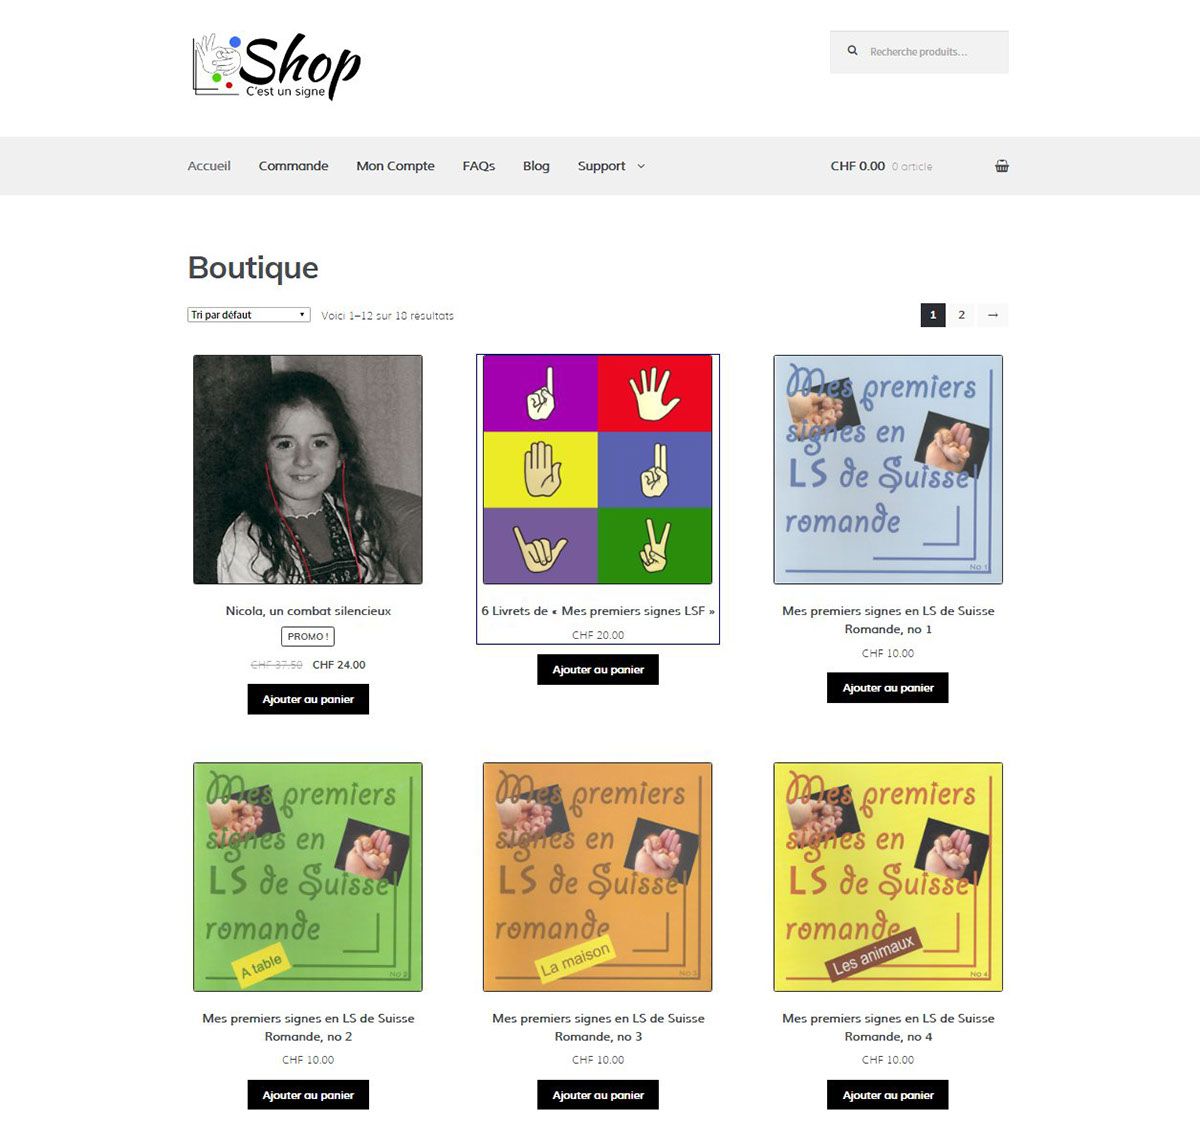 Shop
C'est un signe
Recherche produits...
Accueil Commande Mon Compte FAQs Blog Support CHF 0.00 0 article
Boutique
Tri par défaut Voici 1–12 sur 18 résultats 1 2 →
Mes premiers
signes en
LS de Suisse
romande
No 1
Nicola, un combat silencieux
PROMO !
CHF 37.50 CHF 24.00
Ajouter au panier
6 Livrets de « Mes premiers signes LSF »
CHF 20.00
Ajouter au panier
Mes premiers signes en LS de Suisse
Romande, no 1
CHF 10.00
Ajouter au panier
Mes premiers
signes en
LS de Suisse
romande
A table
No 2
Mes premiers
signes en
LS de Suisse
romande
La maison
No 3
Mes premiers
signes en
LS de Suisse
romande
Les animaux
No 4
Mes premiers signes en LS de Suisse
Romande, no 2
CHF 10.00
Ajouter au panier
Mes premiers signes en LS de Suisse
Romande, no 3
CHF 10.00
Ajouter au panier
Mes premiers signes en LS de Suisse
Romande, no 4
CHF 10.00
Ajouter au panier